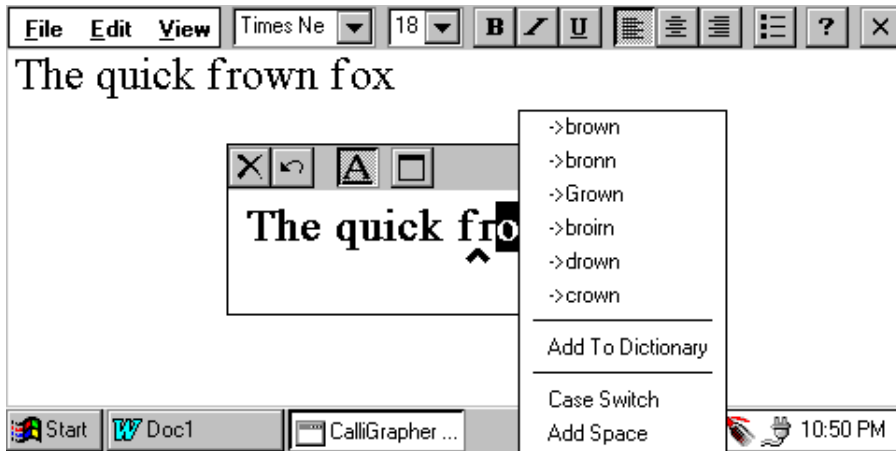 File Edit View Times Ne 18 B I U ?
The quick frown fox
A
The quick fro
->brown
->bronn
->Grown
->broirn
->drown
->crown
Add To Dictionary
Case Switch
Add Space
Start Doc1 CalliGrapher ... 10:50 PM